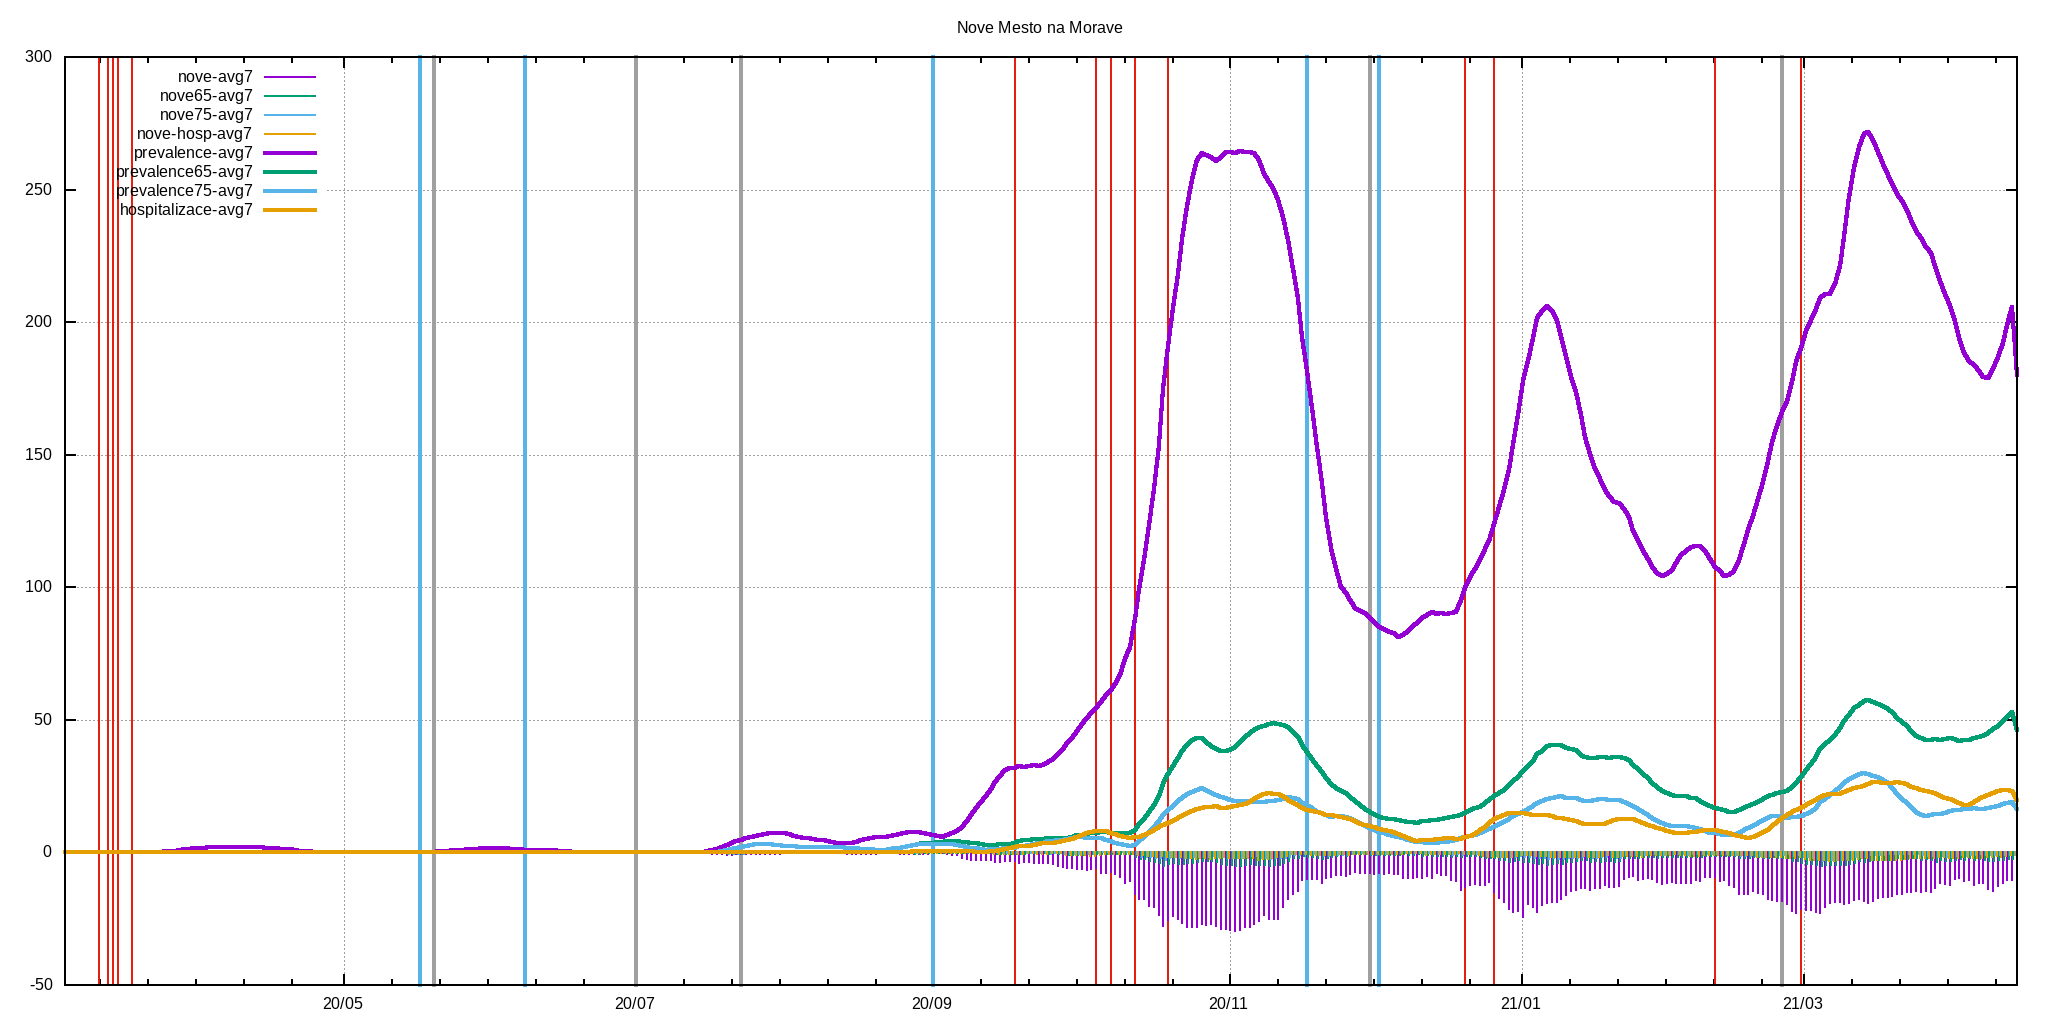 Nove Mesto na Morave
300
250
200
150
100
50
0
-50
nove-avg7
nove65-avg7
nove75-avg7
nove-hosp-avg7
prevalence-avg7
prevalence65-avg7
prevalence75-avg7
hospitalizace-avg7
20/05 20/07 20/09 20/11 21/01 21/03